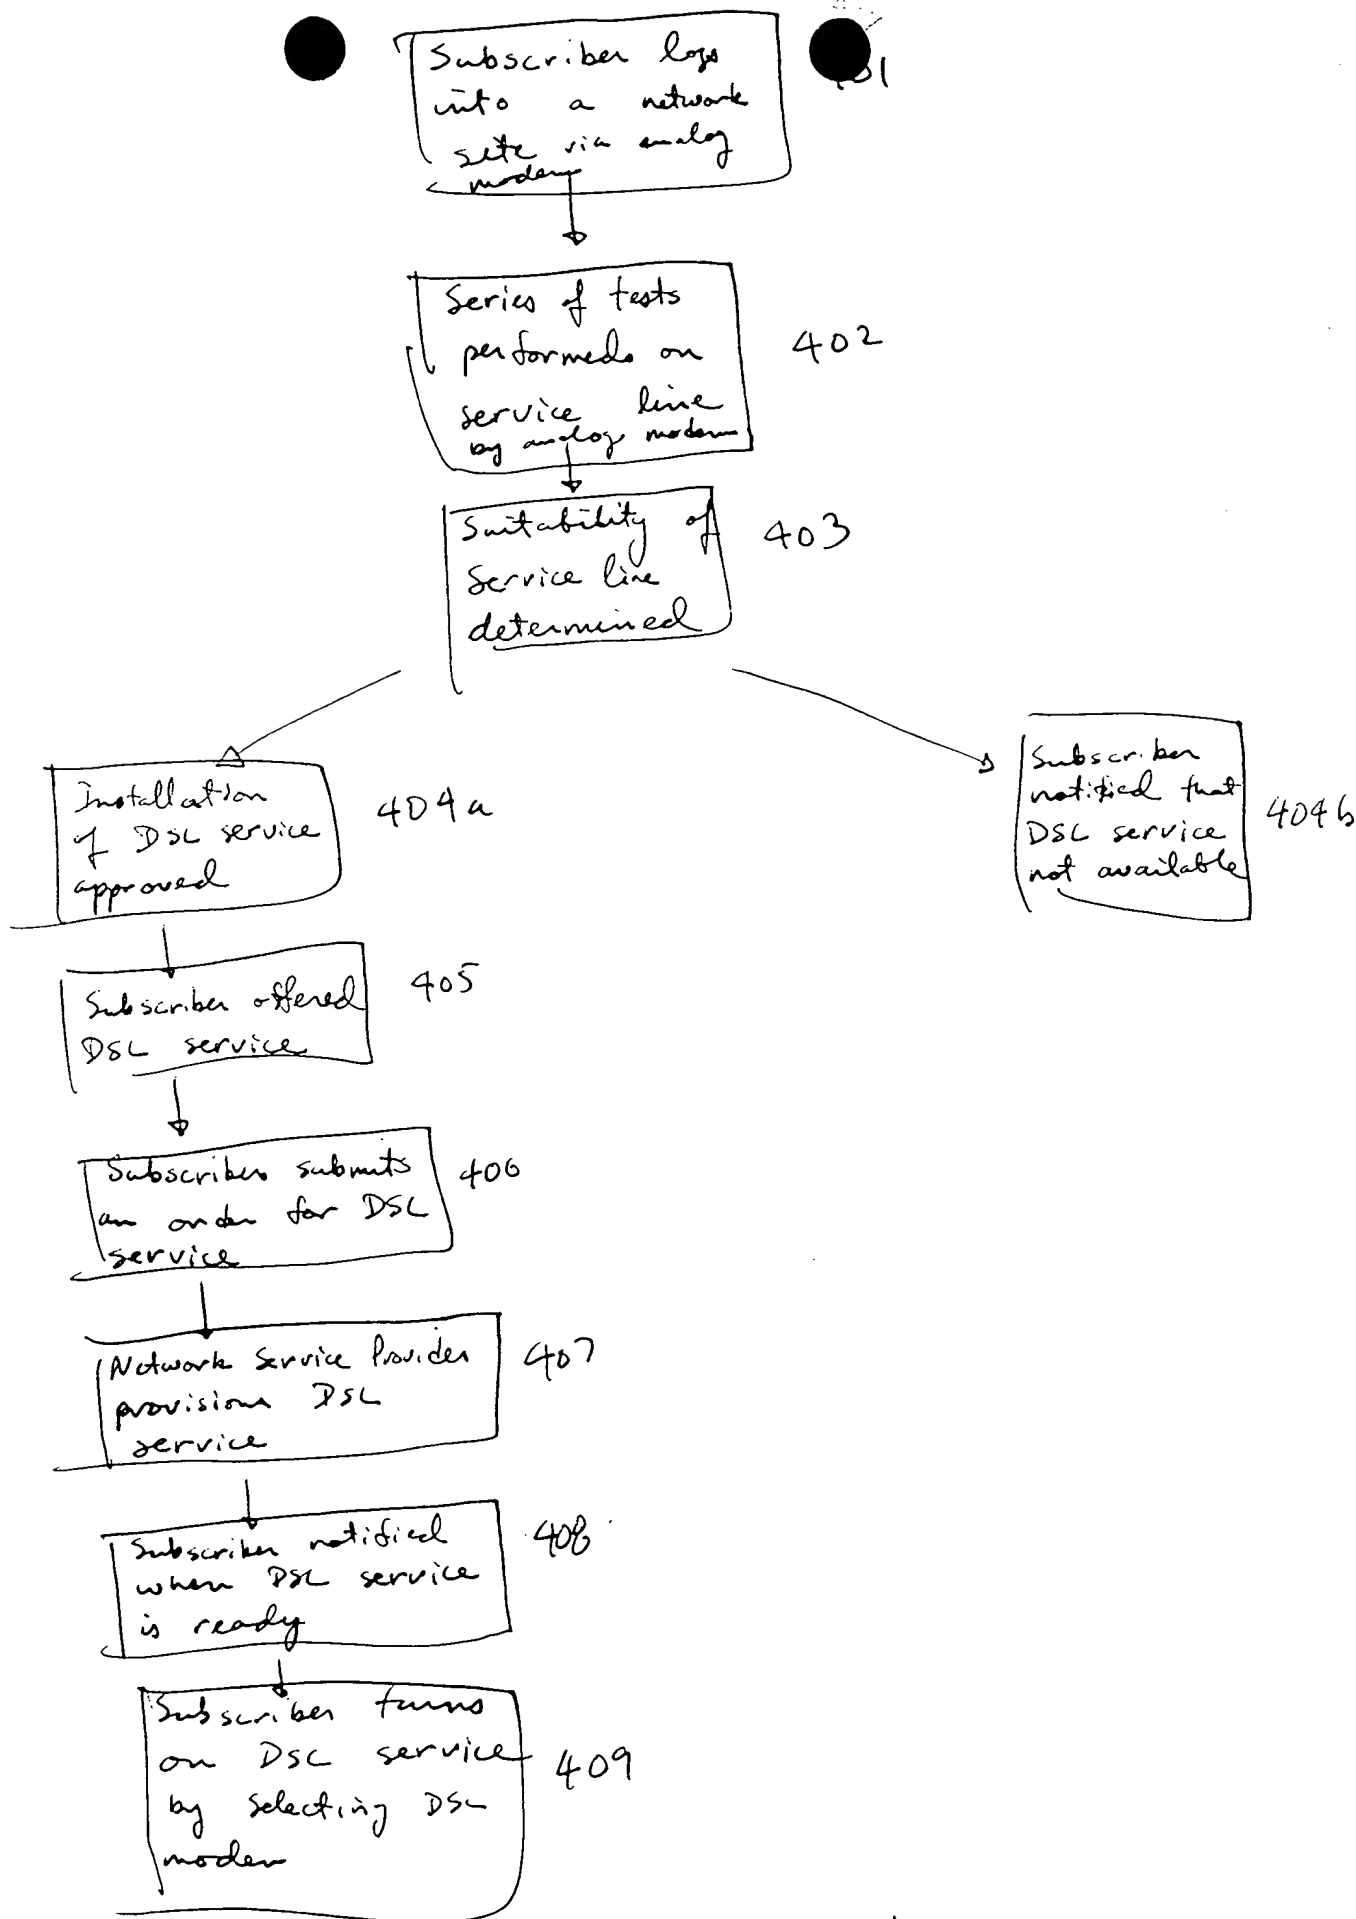 Subscriber logs
into a network
site via analog
modem
401
Series of tests
performed on
service line
by analog modem
402
Suitability of
service line
determined
403
Installation
of DSL service
approved
404a
Subscriber
notified that
DSL service
not available
404b
Subscriber offered
DSL service
405
Subscriber submits
an order for DSL
service
406
Network Service Provider
provisions DSL
service
407
Subscriber notified
when DSL service
is ready
408
Subscriber turns
on DSL service
by selecting DSL
modem
409